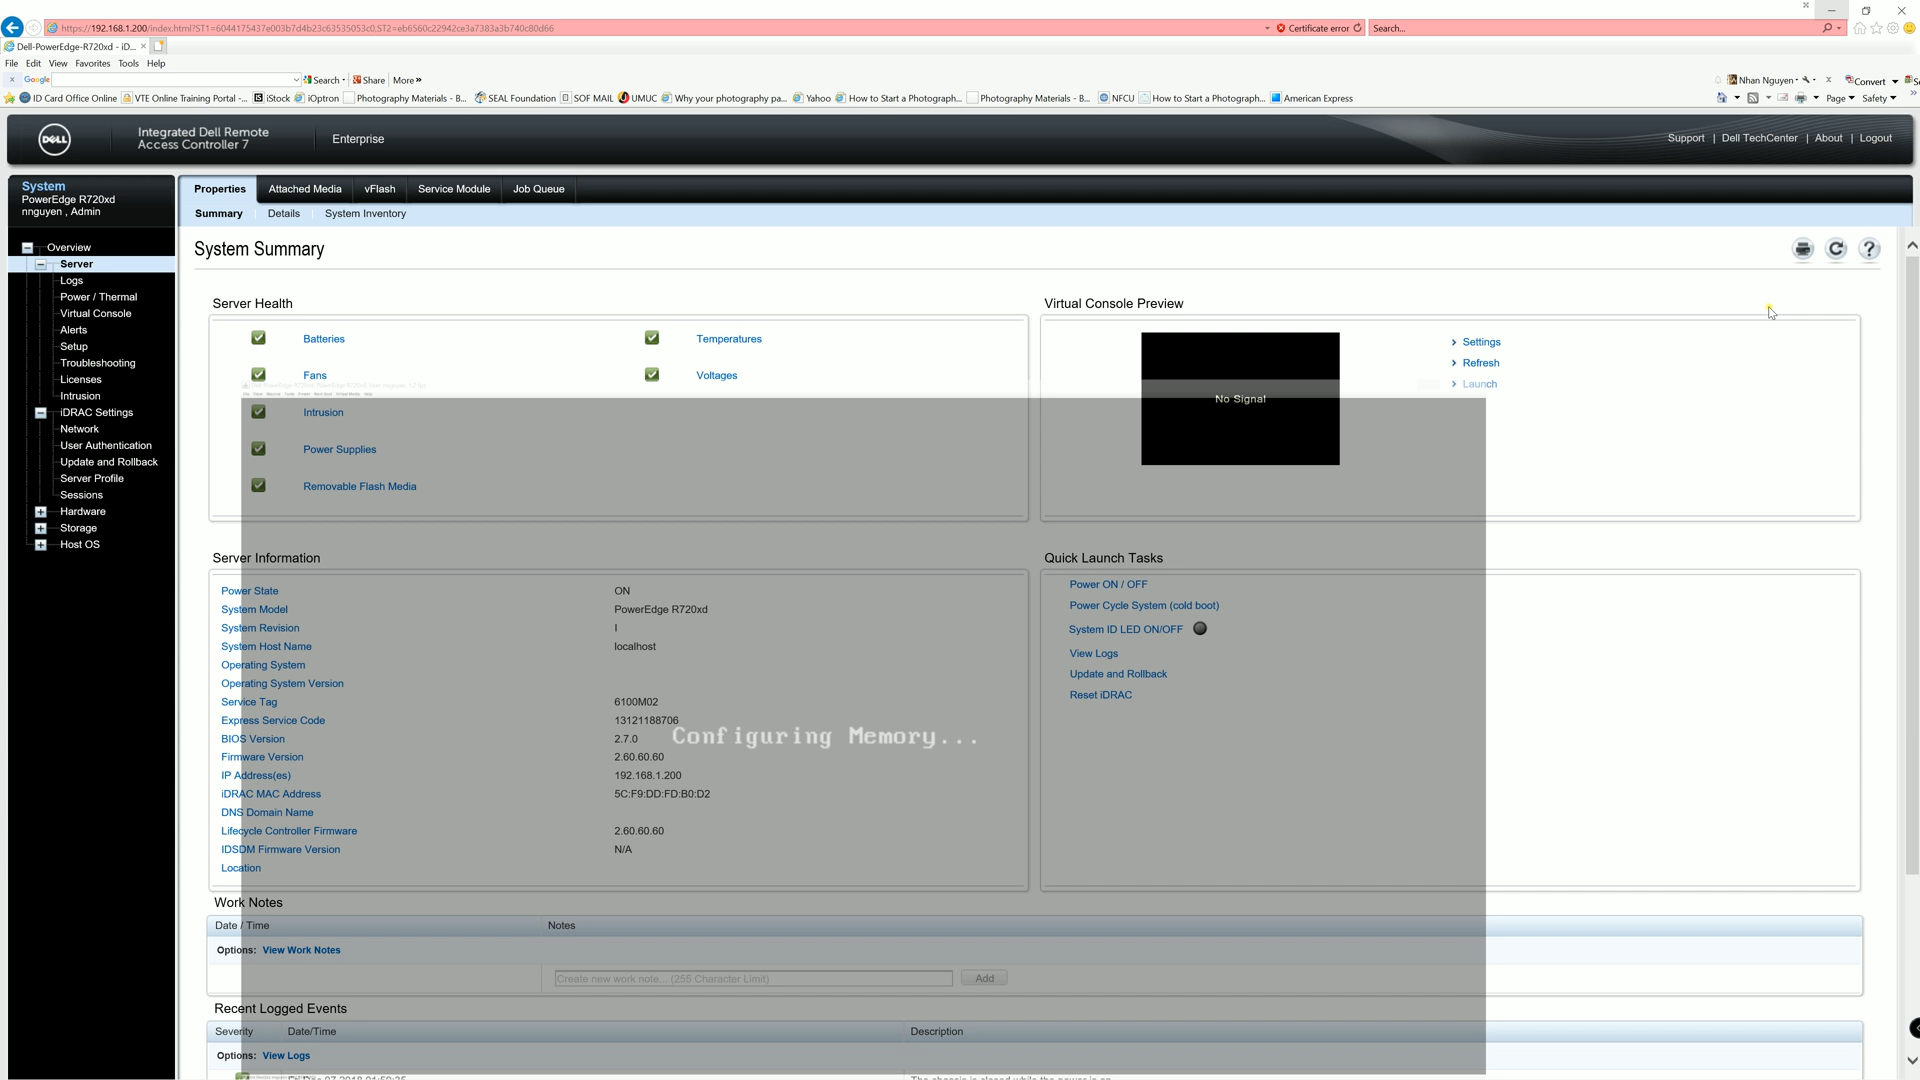 https://192.168.1.200/index.html?ST1=6044175437e003b7d4b23c63535053c0,ST2=eb6560c22942ce3a7383a3b740c80d66
Certificate error
Search...
Dell-PowerEdge-R720xd - iD...
File Edit View Favorites Tools Help
Google
Search
Share
More »
Nhan Nguyen
Convert
ID Card Office Online
VTE Online Training Portal -...
iStock
iOptron
Photography Materials - B...
SEAL Foundation
SOF MAIL
UMUC
Why your photography pa...
Yahoo
How to Start a Photograph...
Photography Materials - B...
NFCU
How to Start a Photograph...
American Express
Page Safety
DELL
Integrated Dell Remote
Access Controller 7
Enterprise
Support | Dell TechCenter | About | Logout
System
PowerEdge R720xd
nnguyen , Admin
Overview
Server
Logs
Power / Thermal
Virtual Console
Alerts
Setup
Troubleshooting
Licenses
Intrusion
iDRAC Settings
Network
User Authentication
Update and Rollback
Server Profile
Sessions
Hardware
Storage
Host OS
Properties Attached Media vFlash Service Module Job Queue
Summary Details System Inventory
System Summary
Server Health
Batteries
Temperatures
Fans
Voltages
Intrusion
Power Supplies
Removable Flash Media
Virtual Console Preview
No Signal
Settings
Refresh
Launch
Server Information
Power State ON
System Model PowerEdge R720xd
System Revision I
System Host Name localhost
Operating System
Operating System Version
Service Tag 6100M02
Express Service Code 13121188706
BIOS Version 2.7.0
Firmware Version 2.60.60.60
IP Address(es) 192.168.1.200
iDRAC MAC Address 5C:F9:DD:FD:B0:D2
DNS Domain Name
Lifecycle Controller Firmware 2.60.60.60
IDSDM Firmware Version N/A
Location
Configuring Memory...
Quick Launch Tasks
Power ON / OFF
Power Cycle System (cold boot)
System ID LED ON/OFF
View Logs
Update and Rollback
Reset iDRAC
Work Notes
Date / Time Notes
Options: View Work Notes
Create new work note... (255 Character Limit)
Add
Recent Logged Events
Severity Date/Time Description
Options: View Logs